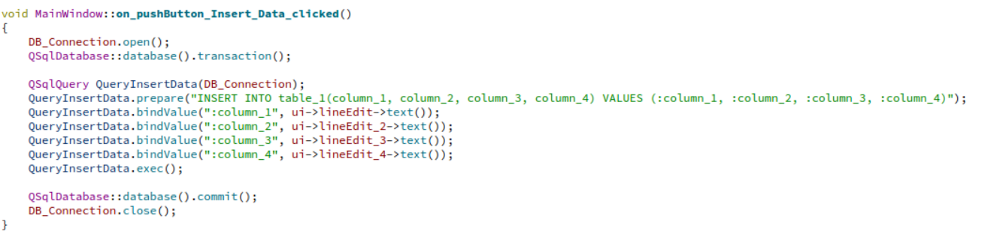 void MainWindow::on_pushButton_Insert_Data_clicked()
{
    DB_Connection.open();
    QSqlDatabase::database().transaction();

    QSqlQuery QueryInsertData(DB_Connection);
    QueryInsertData.prepare("INSERT INTO table_1(column_1, column_2, column_3, column_4) VALUES (:column_1, :column_2, :column_3, :column_4)");
    QueryInsertData.bindValue(":column_1", ui->lineEdit->text());
    QueryInsertData.bindValue(":column_2", ui->lineEdit_2->text());
    QueryInsertData.bindValue(":column_3", ui->lineEdit_3->text());
    QueryInsertData.bindValue(":column_4", ui->lineEdit_4->text());
    QueryInsertData.exec();

    QSqlDatabase::database().commit();
    DB_Connection.close();
}